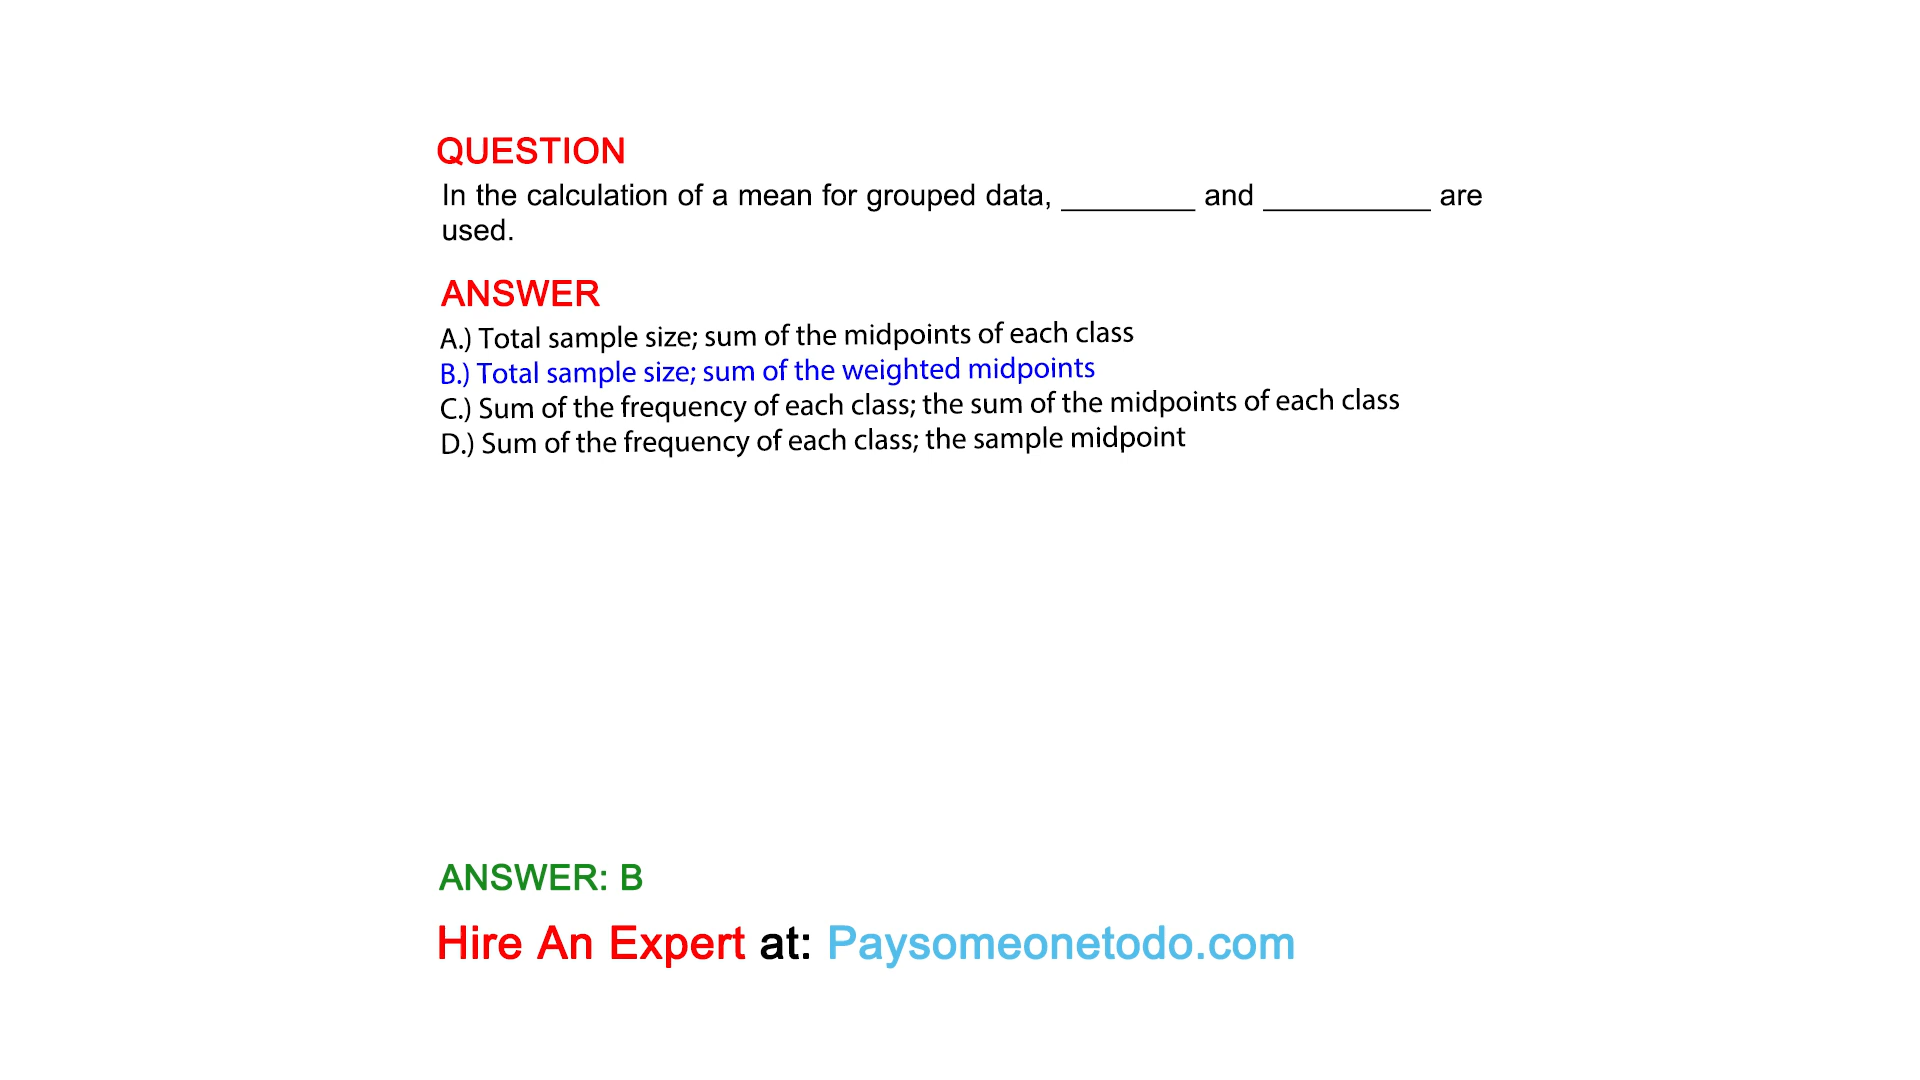 QUESTION
In the calculation of a mean for grouped data, ________ and __________ are
used.
ANSWER
A.) Total sample size; sum of the midpoints of each class
B.) Total sample size; sum of the weighted midpoints
C.) Sum of the frequency of each class; the sum of the midpoints of each class
D.) Sum of the frequency of each class; the sample midpoint
ANSWER: B
Hire An Expert at: Paysomeonetodo.com